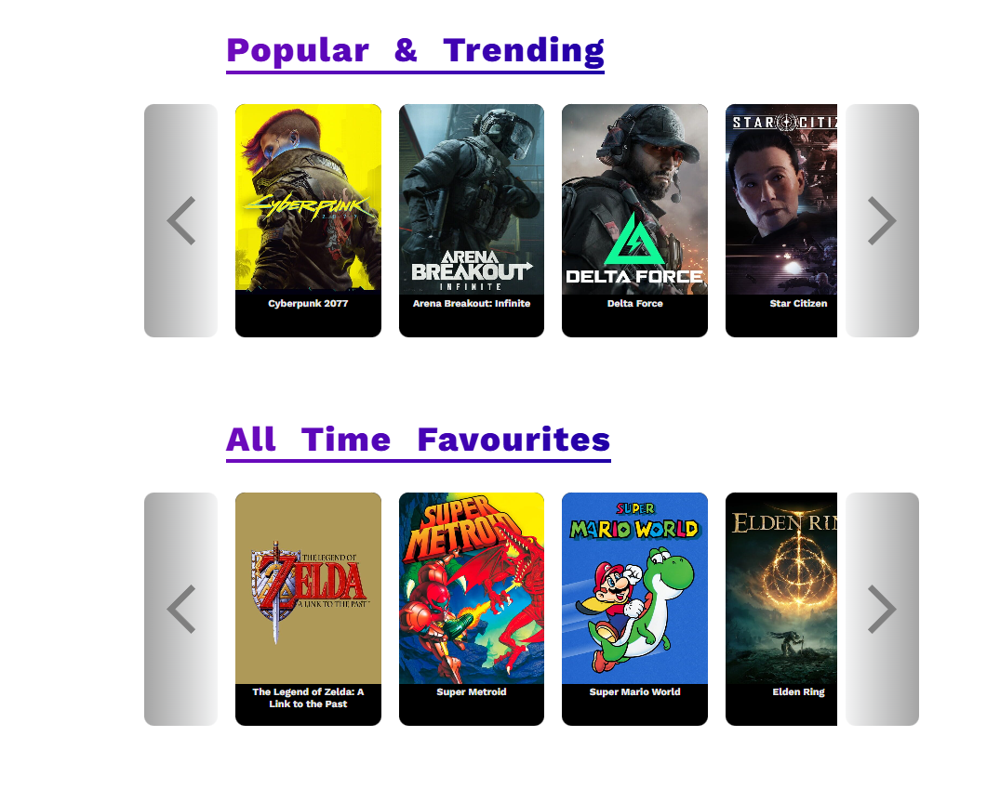 Popular & Trending
STAR CITIZ
CYBERPUNK
2077
ARENA
BREAKOUT
INFINITE
DELTA FORCE
Cyberpunk 2077
Arena Breakout: Infinite
Delta Force
Star Citizen
All Time Favourites
SUPER
METROID
SUPER
MARIO WORLD
ELDEN RIN
THE LEGEND OF
ZELDA
A LINK TO THE PAST
The Legend of Zelda: A
Link to the Past
Super Metroid
Super Mario World
Elden Ring